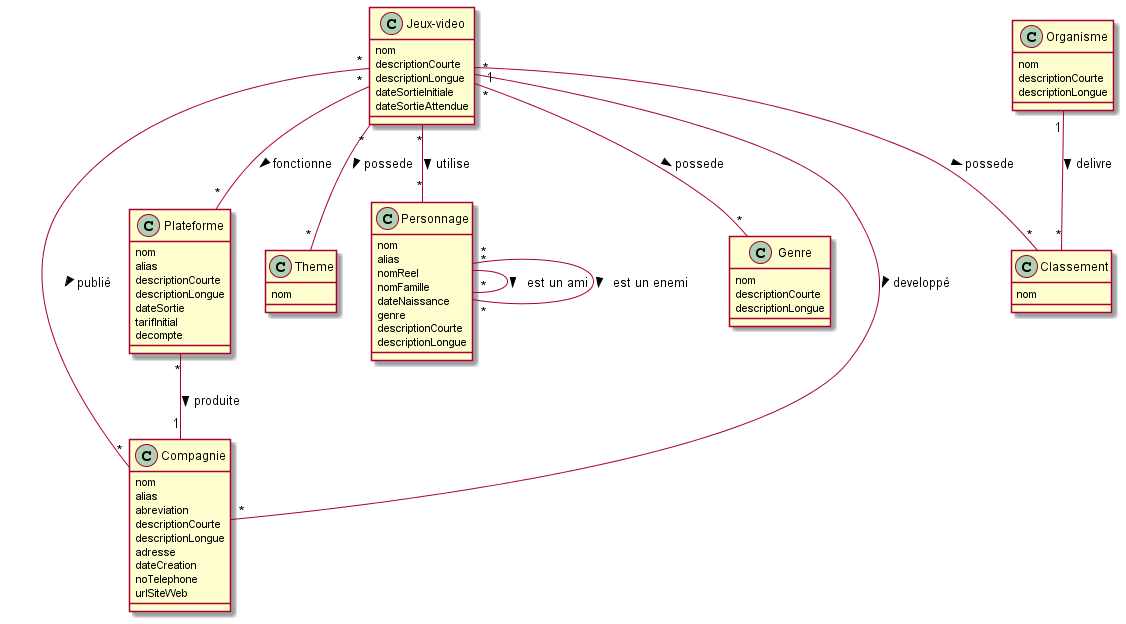 C Jeux-video
nom
descriptionCourte
descriptionLongue
dateSortieInitiale
dateSortieAttendue
C Organisme
nom
descriptionCourte
descriptionLongue
* * * * * 1 * * 1
fonctionne
possede
utilise
possede
possede
delivre
* * * * * *
C Plateforme
nom
alias
descriptionCourte
descriptionLongue
dateSortie
tarifInitial
decompte
C Theme
nom
C Personnage
nom
alias
nomReel
nomFamille
dateNaissance
genre
descriptionCourte
descriptionLongue
* * * *
est un ami
est un enemi
C Genre
nom
descriptionCourte
descriptionLongue
C Classement
nom
publié
developpé
*
produite
1
* *
C Compagnie
nom
alias
abreviation
descriptionCourte
descriptionLongue
adresse
dateCreation
noTelephone
urlSiteWeb